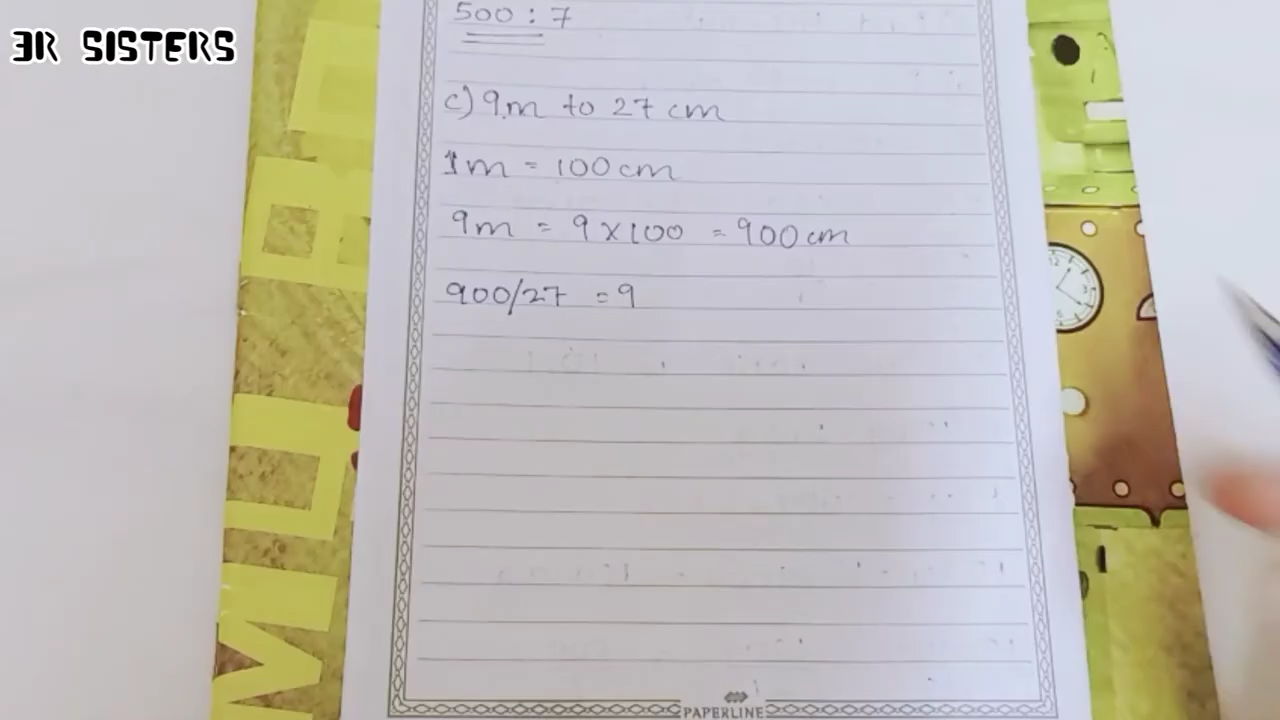 3R SISTERS
500 : 7
c) 9m to 27 cm
1m = 100 cm
9m = 9 x 100 = 900 cm
900/27 = 9
PAPERLINE